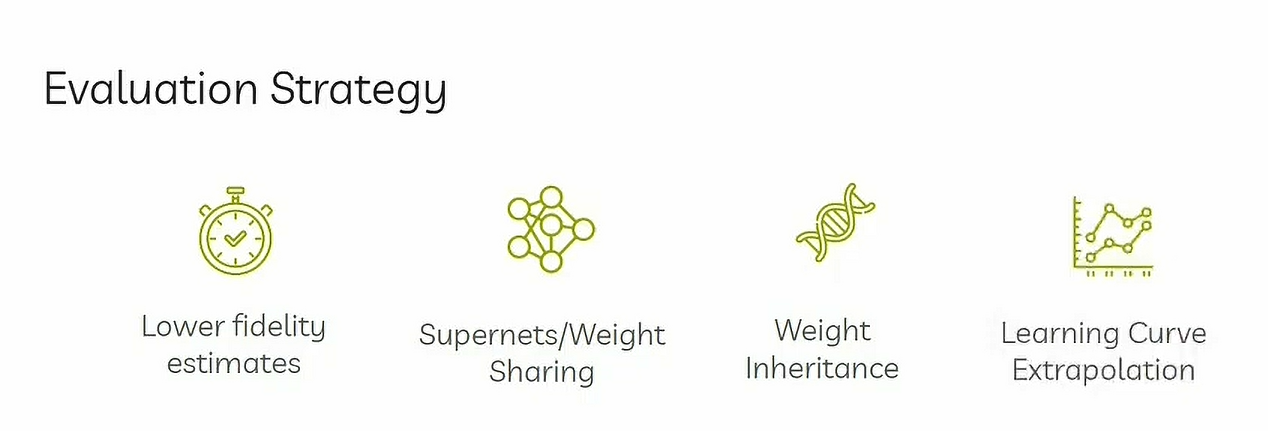 Evaluation Strategy
Lower fidelity
estimates
Supernets/Weight
Sharing
Weight
Inheritance
Learning Curve
Extrapolation